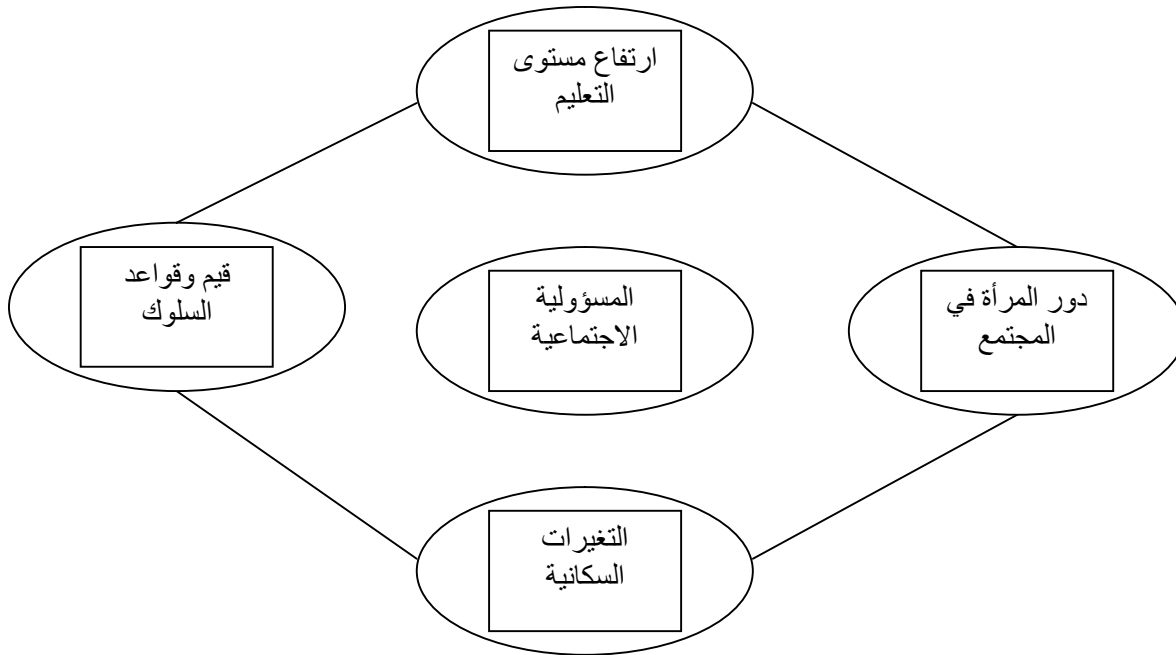 ارتفاع مستوى
التعليم
دور المرأة في
المجتمع
المسؤولية
الاجتماعية
قيم وقواعد
السلوك
التغيرات
السكانية